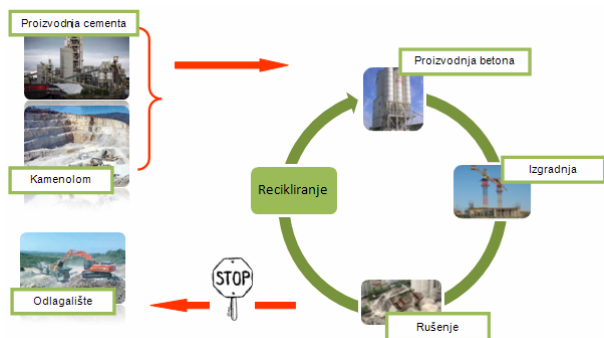 Proizvodnja cementa
Kamenolom
Proizvodnja betona
Izgradnja
Recikliranje
Rušenje
STOP
Odlagalište